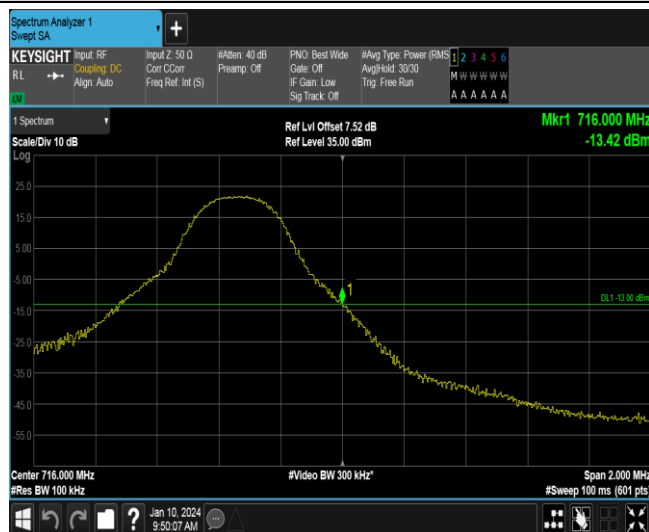 Spectrum Analyzer 1
Swept SA
KEYSIGHT
RL
LXI
Input: RF
Coupling: DC
Align: Auto
Input Z: 50 Ω
Corr CCorr
Freq Ref: Int (S)
#Atten: 40 dB
Preamp: Off
PNO: Best Wide
Gate: Off
IF Gain: Low
Sig Track: Off
#Avg Type: Power (RMS
Avg|Hold: 30/30
Trig: Free Run
1 2 3 4 5 6
M W W W W W
A A A A A A
1 Spectrum
Scale/Div 10 dB
Log
Ref Lvl Offset 7.52 dB
Ref Level 35.00 dBm
Mkr1 716.000 MHz
-13.42 dBm
25.0
15.0
5.00
-5.00
-15.0
-25.0
-35.0
-45.0
-55.0
1
DL1 -13.00 dBm
Center 716.000 MHz
#Res BW 100 kHz
#Video BW 300 kHz*
Span 2.000 MHz
#Sweep 100 ms (601 pts)
?
Jan 10, 2024
9:50:07 AM